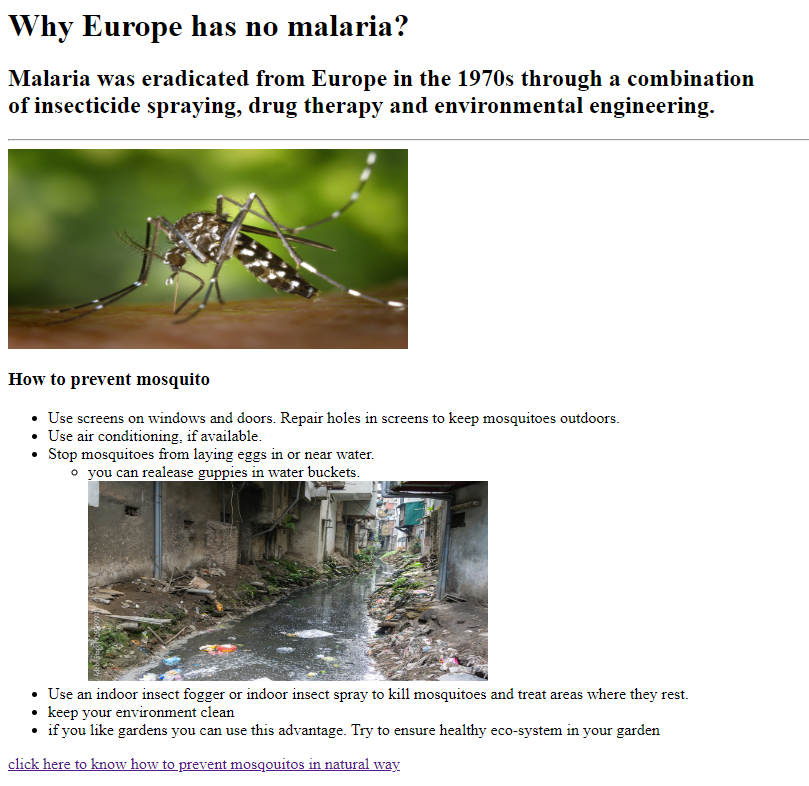 Why Europe has no malaria?
Malaria was eradicated from Europe in the 1970s through a combination
of insecticide spraying, drug therapy and environmental engineering.
How to prevent mosquito
Use screens on windows and doors. Repair holes in screens to keep mosquitoes outdoors.
Use air conditioning, if available.
Stop mosquitoes from laying eggs in or near water.
you can realease guppies in water buckets.
Use an indoor insect fogger or indoor insect spray to kill mosquitoes and treat areas where they rest.
keep your environment clean
if you like gardens you can use this advantage. Try to ensure healthy eco-system in your garden
click here to know how to prevent mosqouitos in natural way